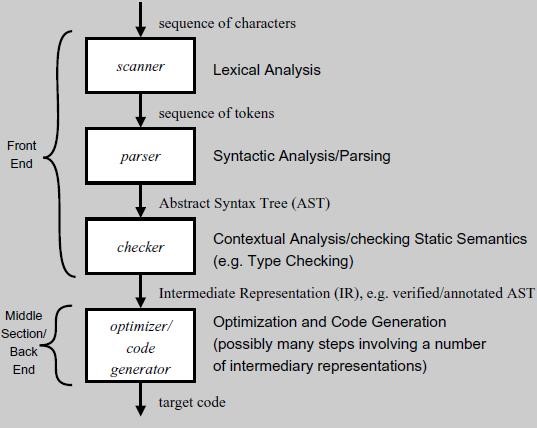 sequence of characters
scanner
Lexical Analysis
sequence of tokens
Front
End
parser
Syntactic Analysis/Parsing
Abstract Syntax Tree (AST)
checker
Contextual Analysis/checking Static Semantics
(e.g. Type Checking)
Intermediate Representation (IR), e.g. verified/annotated AST
Middle
Section/
Back
End
optimizer/
code
generator
Optimization and Code Generation
(possibly many steps involving a number
of intermediary representations)
target code